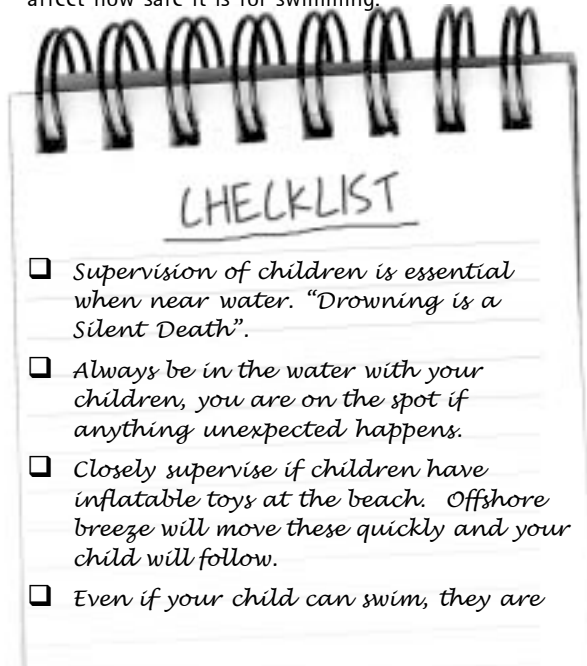 affect how safe it is for swimming.
CHECKLIST
Supervision of children is essential
when near water. “Drowning is a
Silent Death”.
Always be in the water with your
children, you are on the spot if
anything unexpected happens.
Closely supervise if children have
inflatable toys at the beach.  Offshore
breeze will move these quickly and your
child will follow.
Even if your child can swim, they are